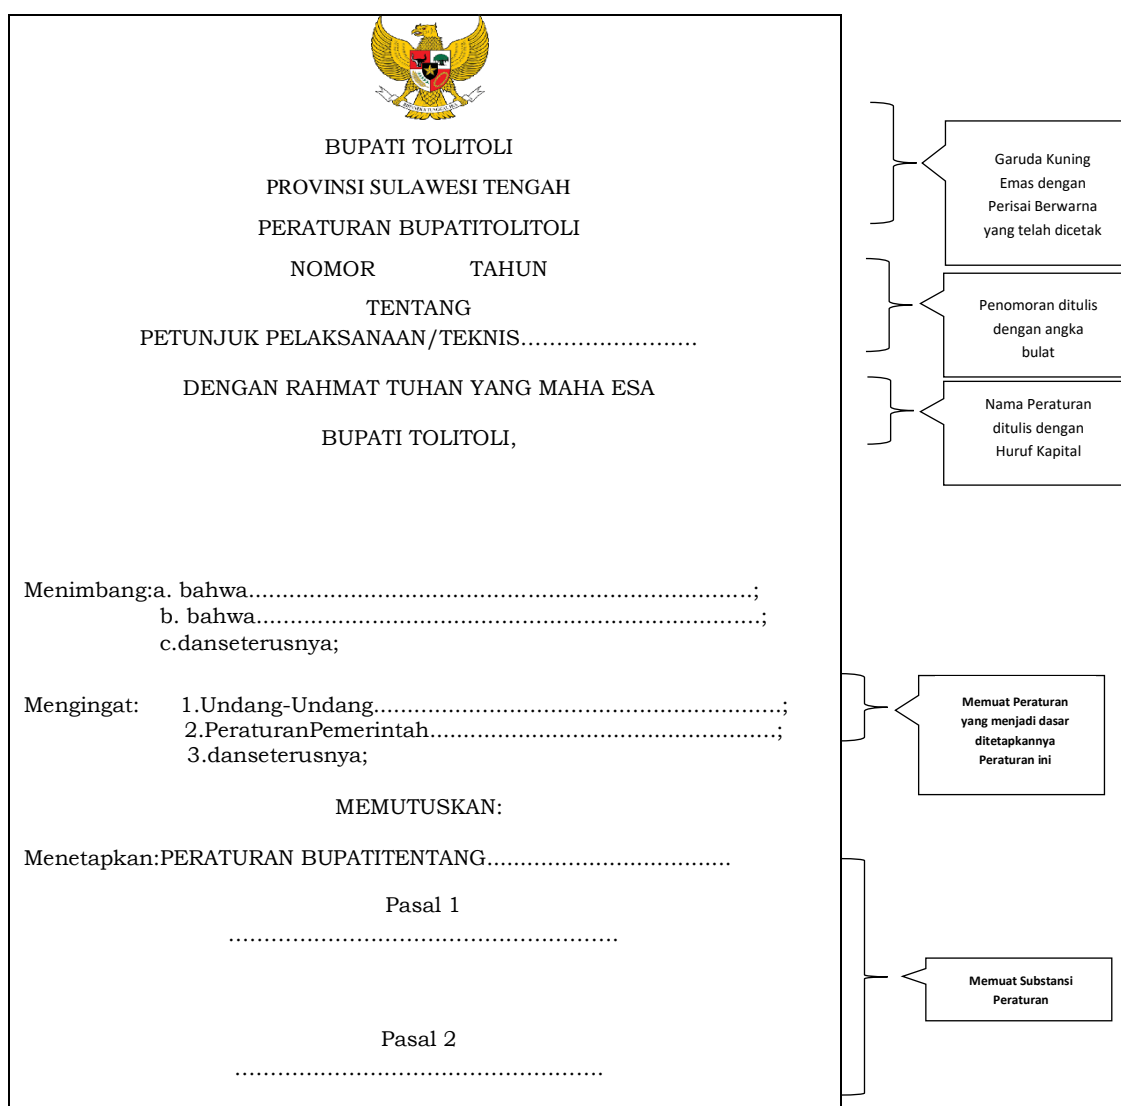 BUPATI TOLITOLI
PROVINSI SULAWESI TENGAH
PERATURAN BUPATITOLITOLI
NOMOR TAHUN
TENTANG
PETUNJUK PELAKSANAAN/TEKNIS.........................
DENGAN RAHMAT TUHAN YANG MAHA ESA
BUPATI TOLITOLI,
Garuda Kuning
Emas dengan
Perisai Berwarna
yang telah dicetak
Penomoran ditulis
dengan angka
bulat
Nama Peraturan
ditulis dengan
Huruf Kapital
Menimbang:a. bahwa..........................................................................;
b. bahwa..........................................................................;
c.danseterusnya;
Mengingat: 1.Undang-Undang............................................................;
2.PeraturanPemerintah...................................................;
3.danseterusnya;
Memuat Peraturan
yang menjadi dasar
ditetapkannya
Peraturan ini
MEMUTUSKAN:
Menetapkan:PERATURAN BUPATITENTANG....................................
Pasal 1
.......................................................
Memuat Substansi
Peraturan
Pasal 2
....................................................